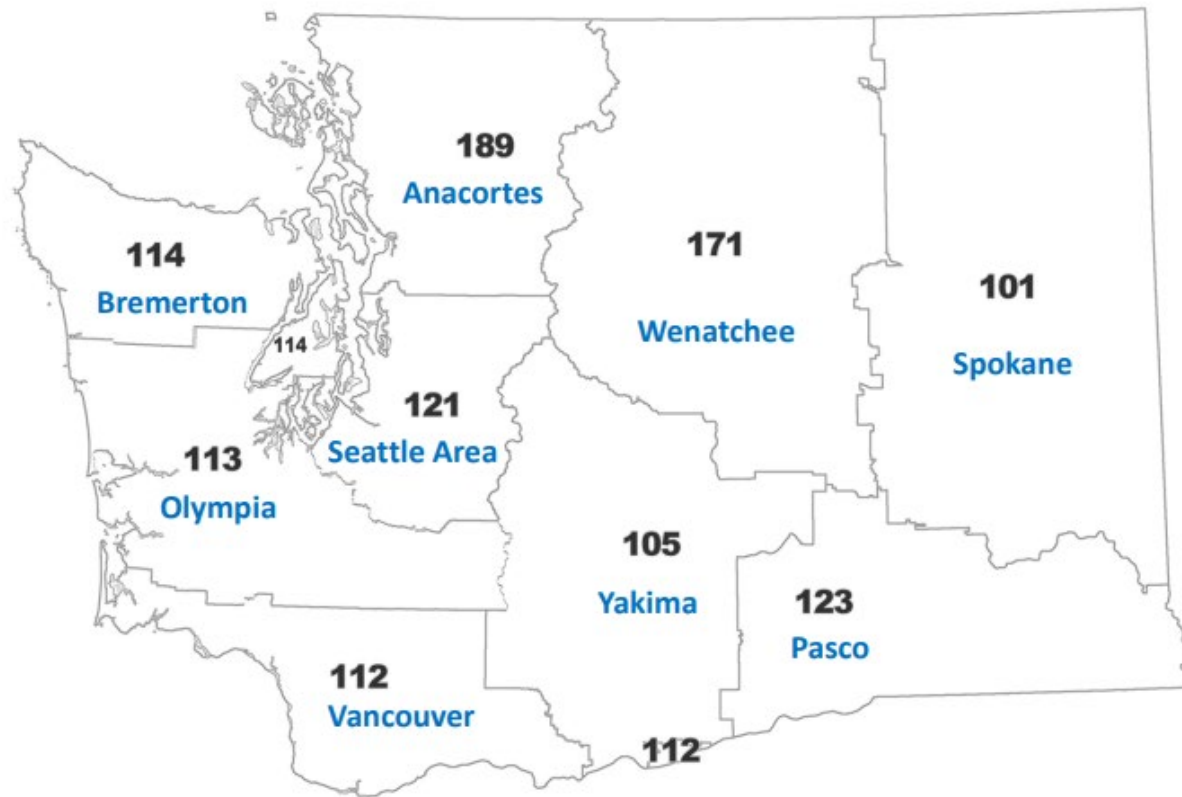 189
Anacortes
171
Wenatchee
114
Bremerton
101
Spokane
114
121
Seattle Area
113
Olympia
105
Yakima
123
Pasco
112
Vancouver
112